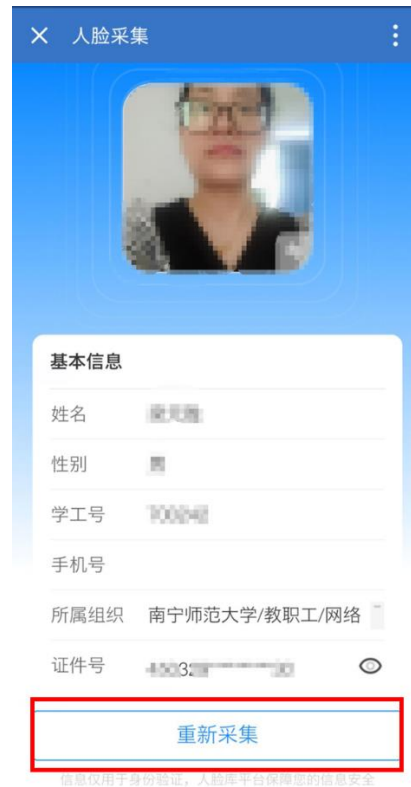 人脸采集
基本信息
姓名
性别
学工号
手机号
所属组织 南宁师范大学/教职工/网络
证件号
重新采集
信息仅用于身份验证，人脸库平台保障您的信息安全